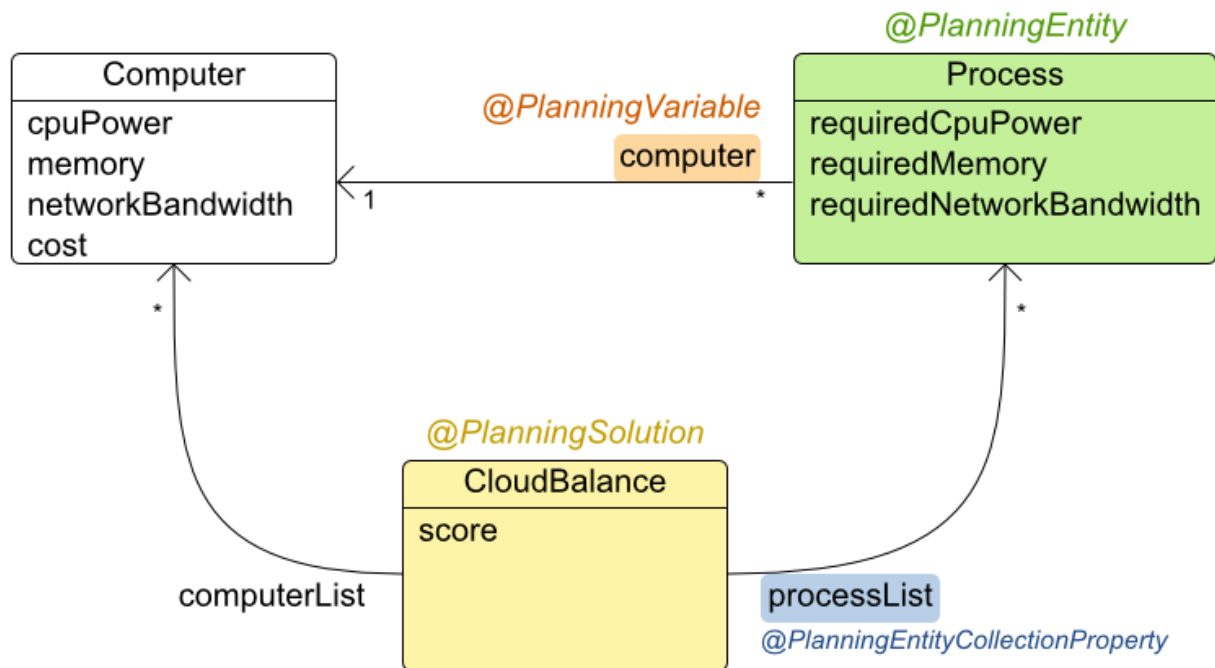 @PlanningEntity
Computer
Process
cpuPower
memory
networkBandwidth
cost
@PlanningVariable
computer
1
*
requiredCpuPower
requiredMemory
requiredNetworkBandwidth
*
*
@PlanningSolution
CloudBalance
score
computerList
processList
@PlanningEntityCollectionProperty